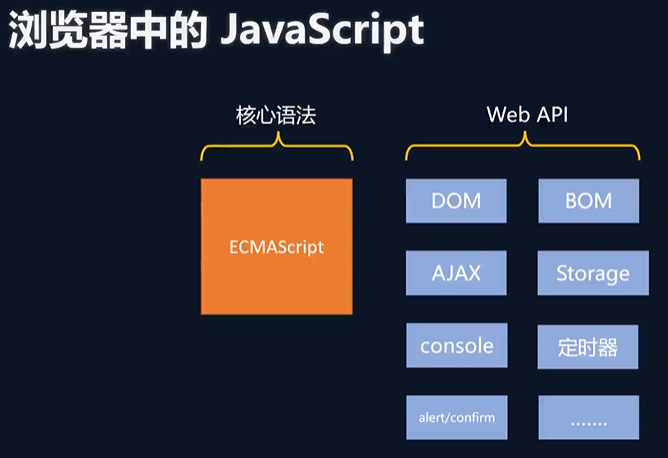 浏览器中的 JavaScript
核心语法
Web API
ECMAScript
DOM
BOM
AJAX
Storage
console
定时器
alert/confirm
.......